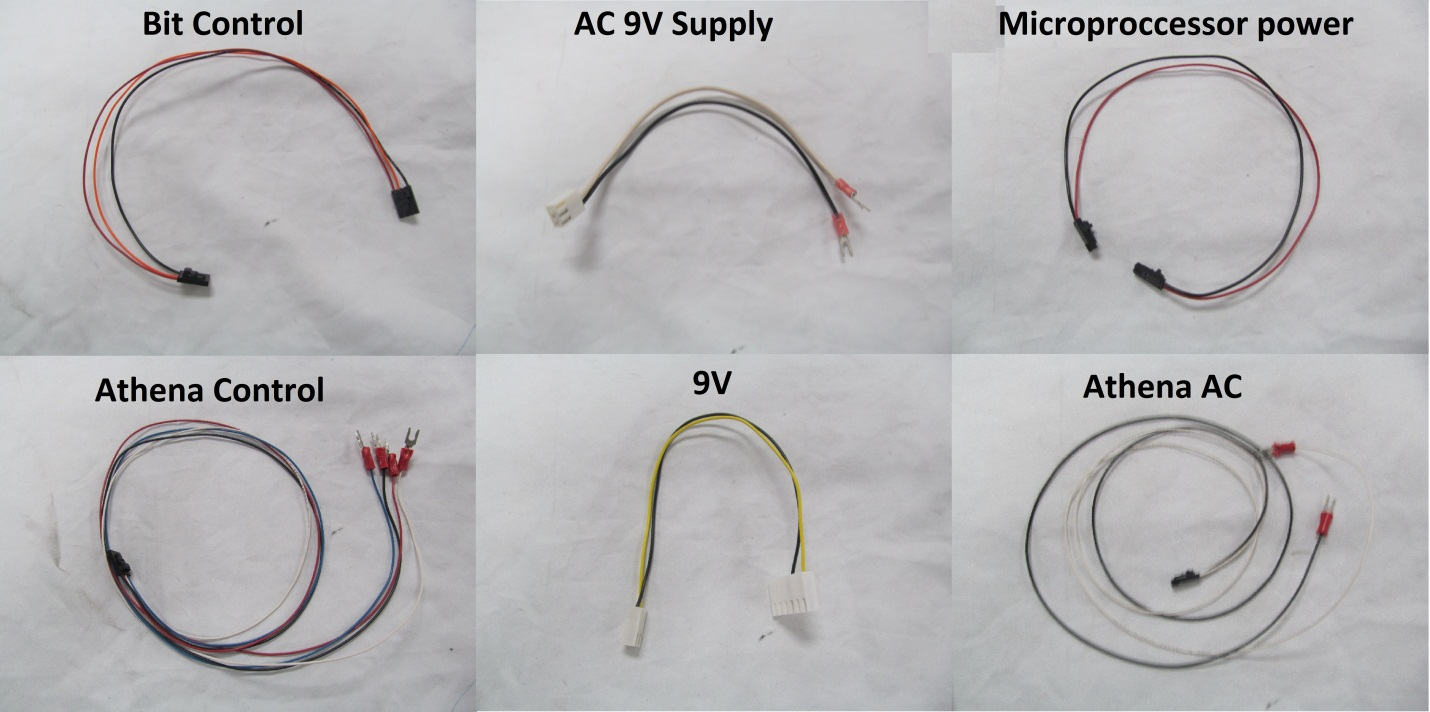 Bit Control
AC 9V Supply
Microproccessor power
Athena Control
9V
Athena AC